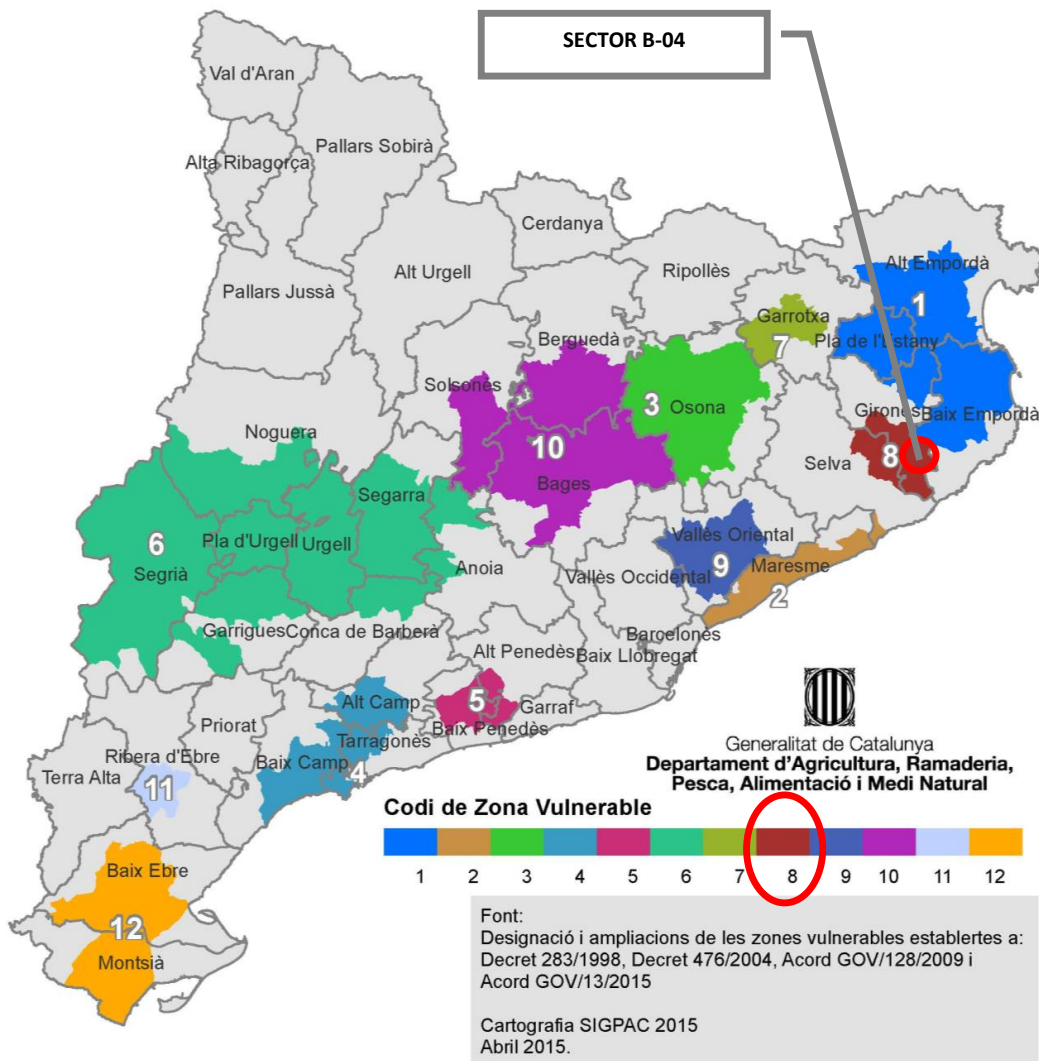 SECTOR B-04
Val d'Aran
Pallars Sobirà
Alta Ribagorça
Cerdanya
Alt Urgell
Ripollès
Alt Empordà
Pallars Jussà
1
Garrotxa
Pla de l'Estany
7
Berguedà
Solsonès
3
Osona
Gironès
Baix Empordà
Noguera
10
8
Selva
Bages
Segarra
6
Pla d'Urgell
Urgell
Vallès Oriental
9
Maresme
Segrià
Anoia
Vallès Occidental
2
Garrigues
Conca de Barberà
Barcelonès
Alt Penedès
Baix Llobregat
5
Alt Camp
Garraf
Priorat
Baix Penedès
Tarragonès
Ribera d'Ebre
Baix Camp
4
Terra Alta
11
Baix Ebre
12
Montsià
Generalitat de Catalunya
Departament d'Agricultura, Ramaderia,
Pesca, Alimentació i Medi Natural
Codi de Zona Vulnerable
1 2 3 4 5 6 7 8 9 10 11 12
Font:
Designació i ampliacions de les zones vulnerables establertes a:
Decret 283/1998, Decret 476/2004, Acord GOV/128/2009 i
Acord GOV/13/2015
Cartografia SIGPAC 2015
Abril 2015.